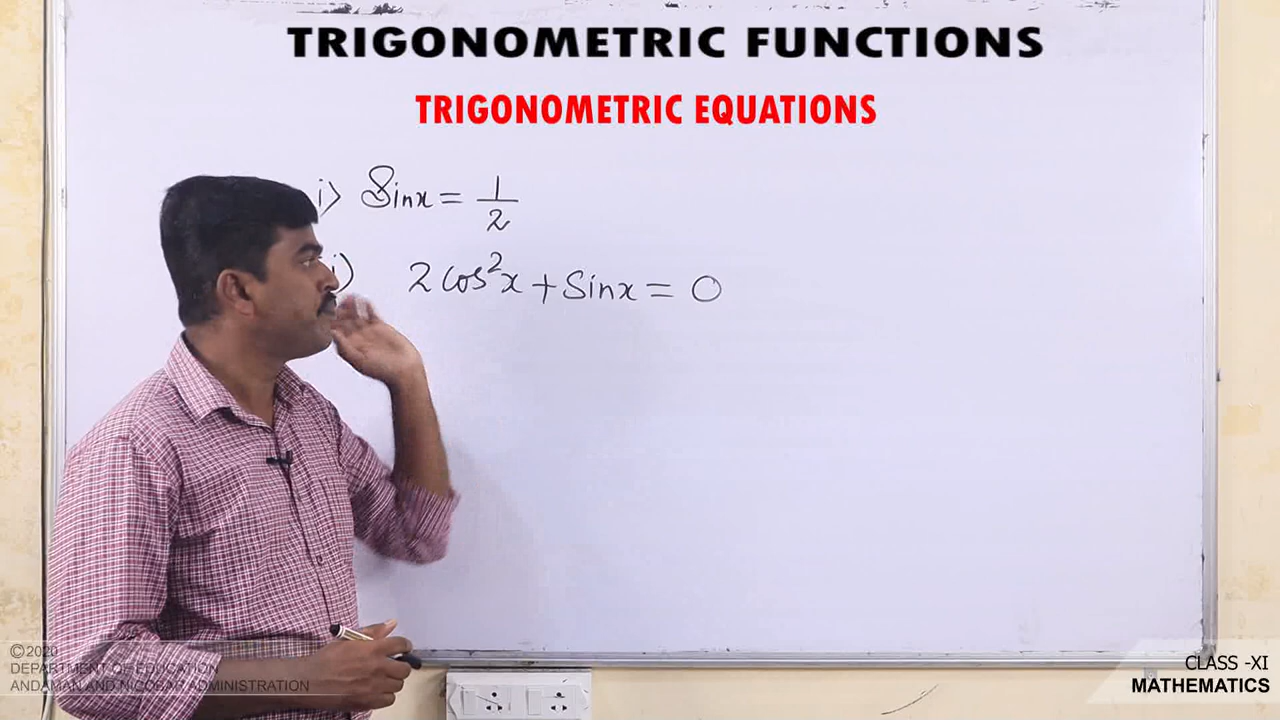 TRIGONOMETRIC FUNCTIONS
TRIGONOMETRIC EQUATIONS
i) Sinx = 1/2
i) 2cos²x + Sinx = 0
©2020
DEPARTMENT OF EDUCATION
ANDAMAN AND NICOBAR ADMINISTRATION
CLASS -XI
MATHEMATICS